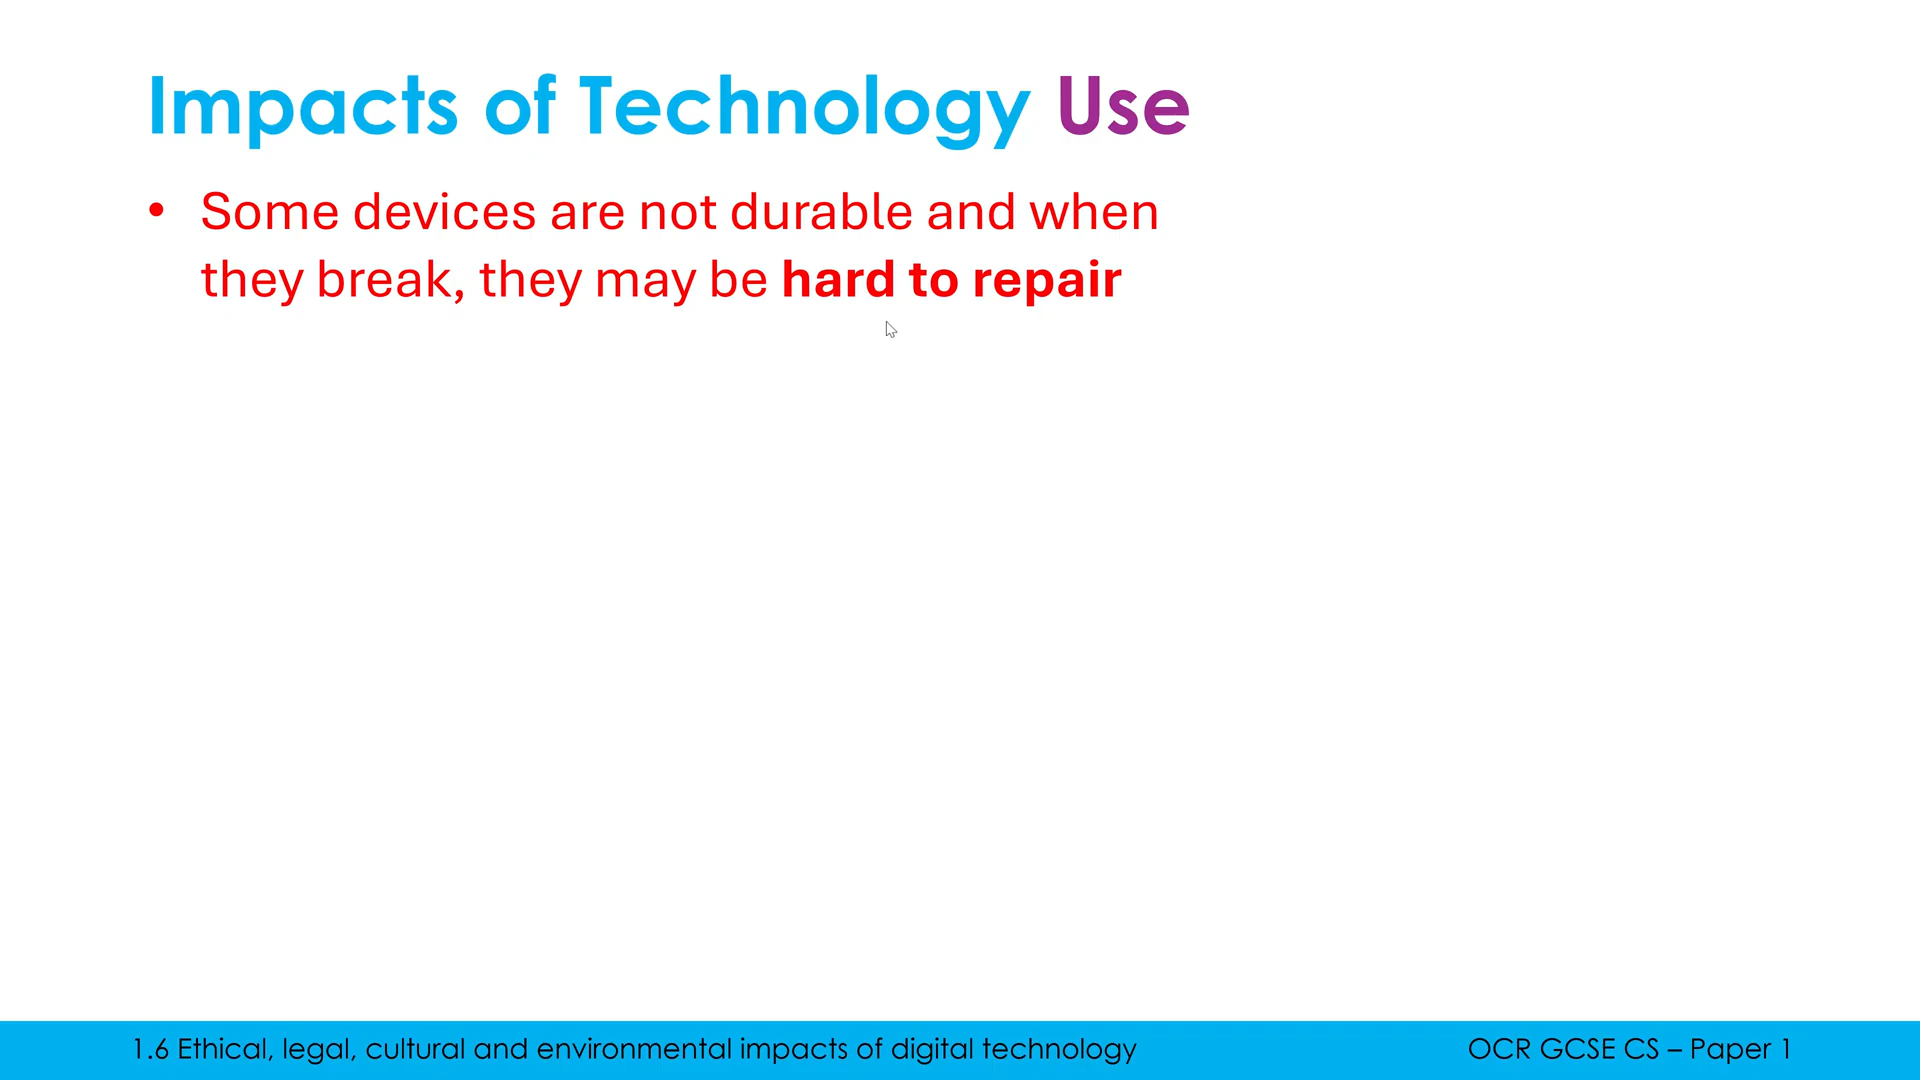 Impacts of Technology Use
• Some devices are not durable and when
they break, they may be hard to repair
1.6 Ethical, legal, cultural and environmental impacts of digital technology
OCR GCSE CS – Paper 1